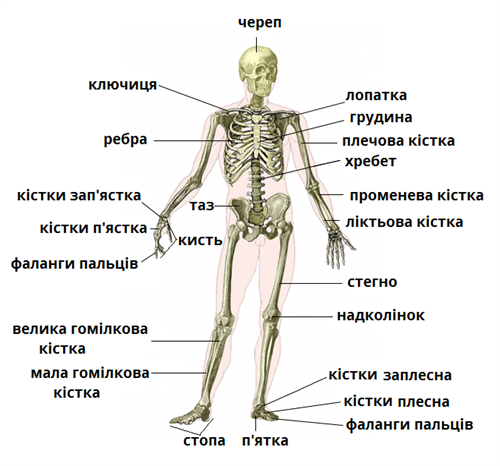 череп
ключиця
лопатка
грудина
ребра
плечова кістка
хребет
кістки зап'ястка
таз
променева кістка
кістки п'ястка
ліктьова кістка
кисть
фаланги пальців
стегно
надколінок
велика гомілкова
кістка
мала гомілкова
кістка
кістки заплесна
кістки плесна
фаланги пальців
стопа
п'ятка